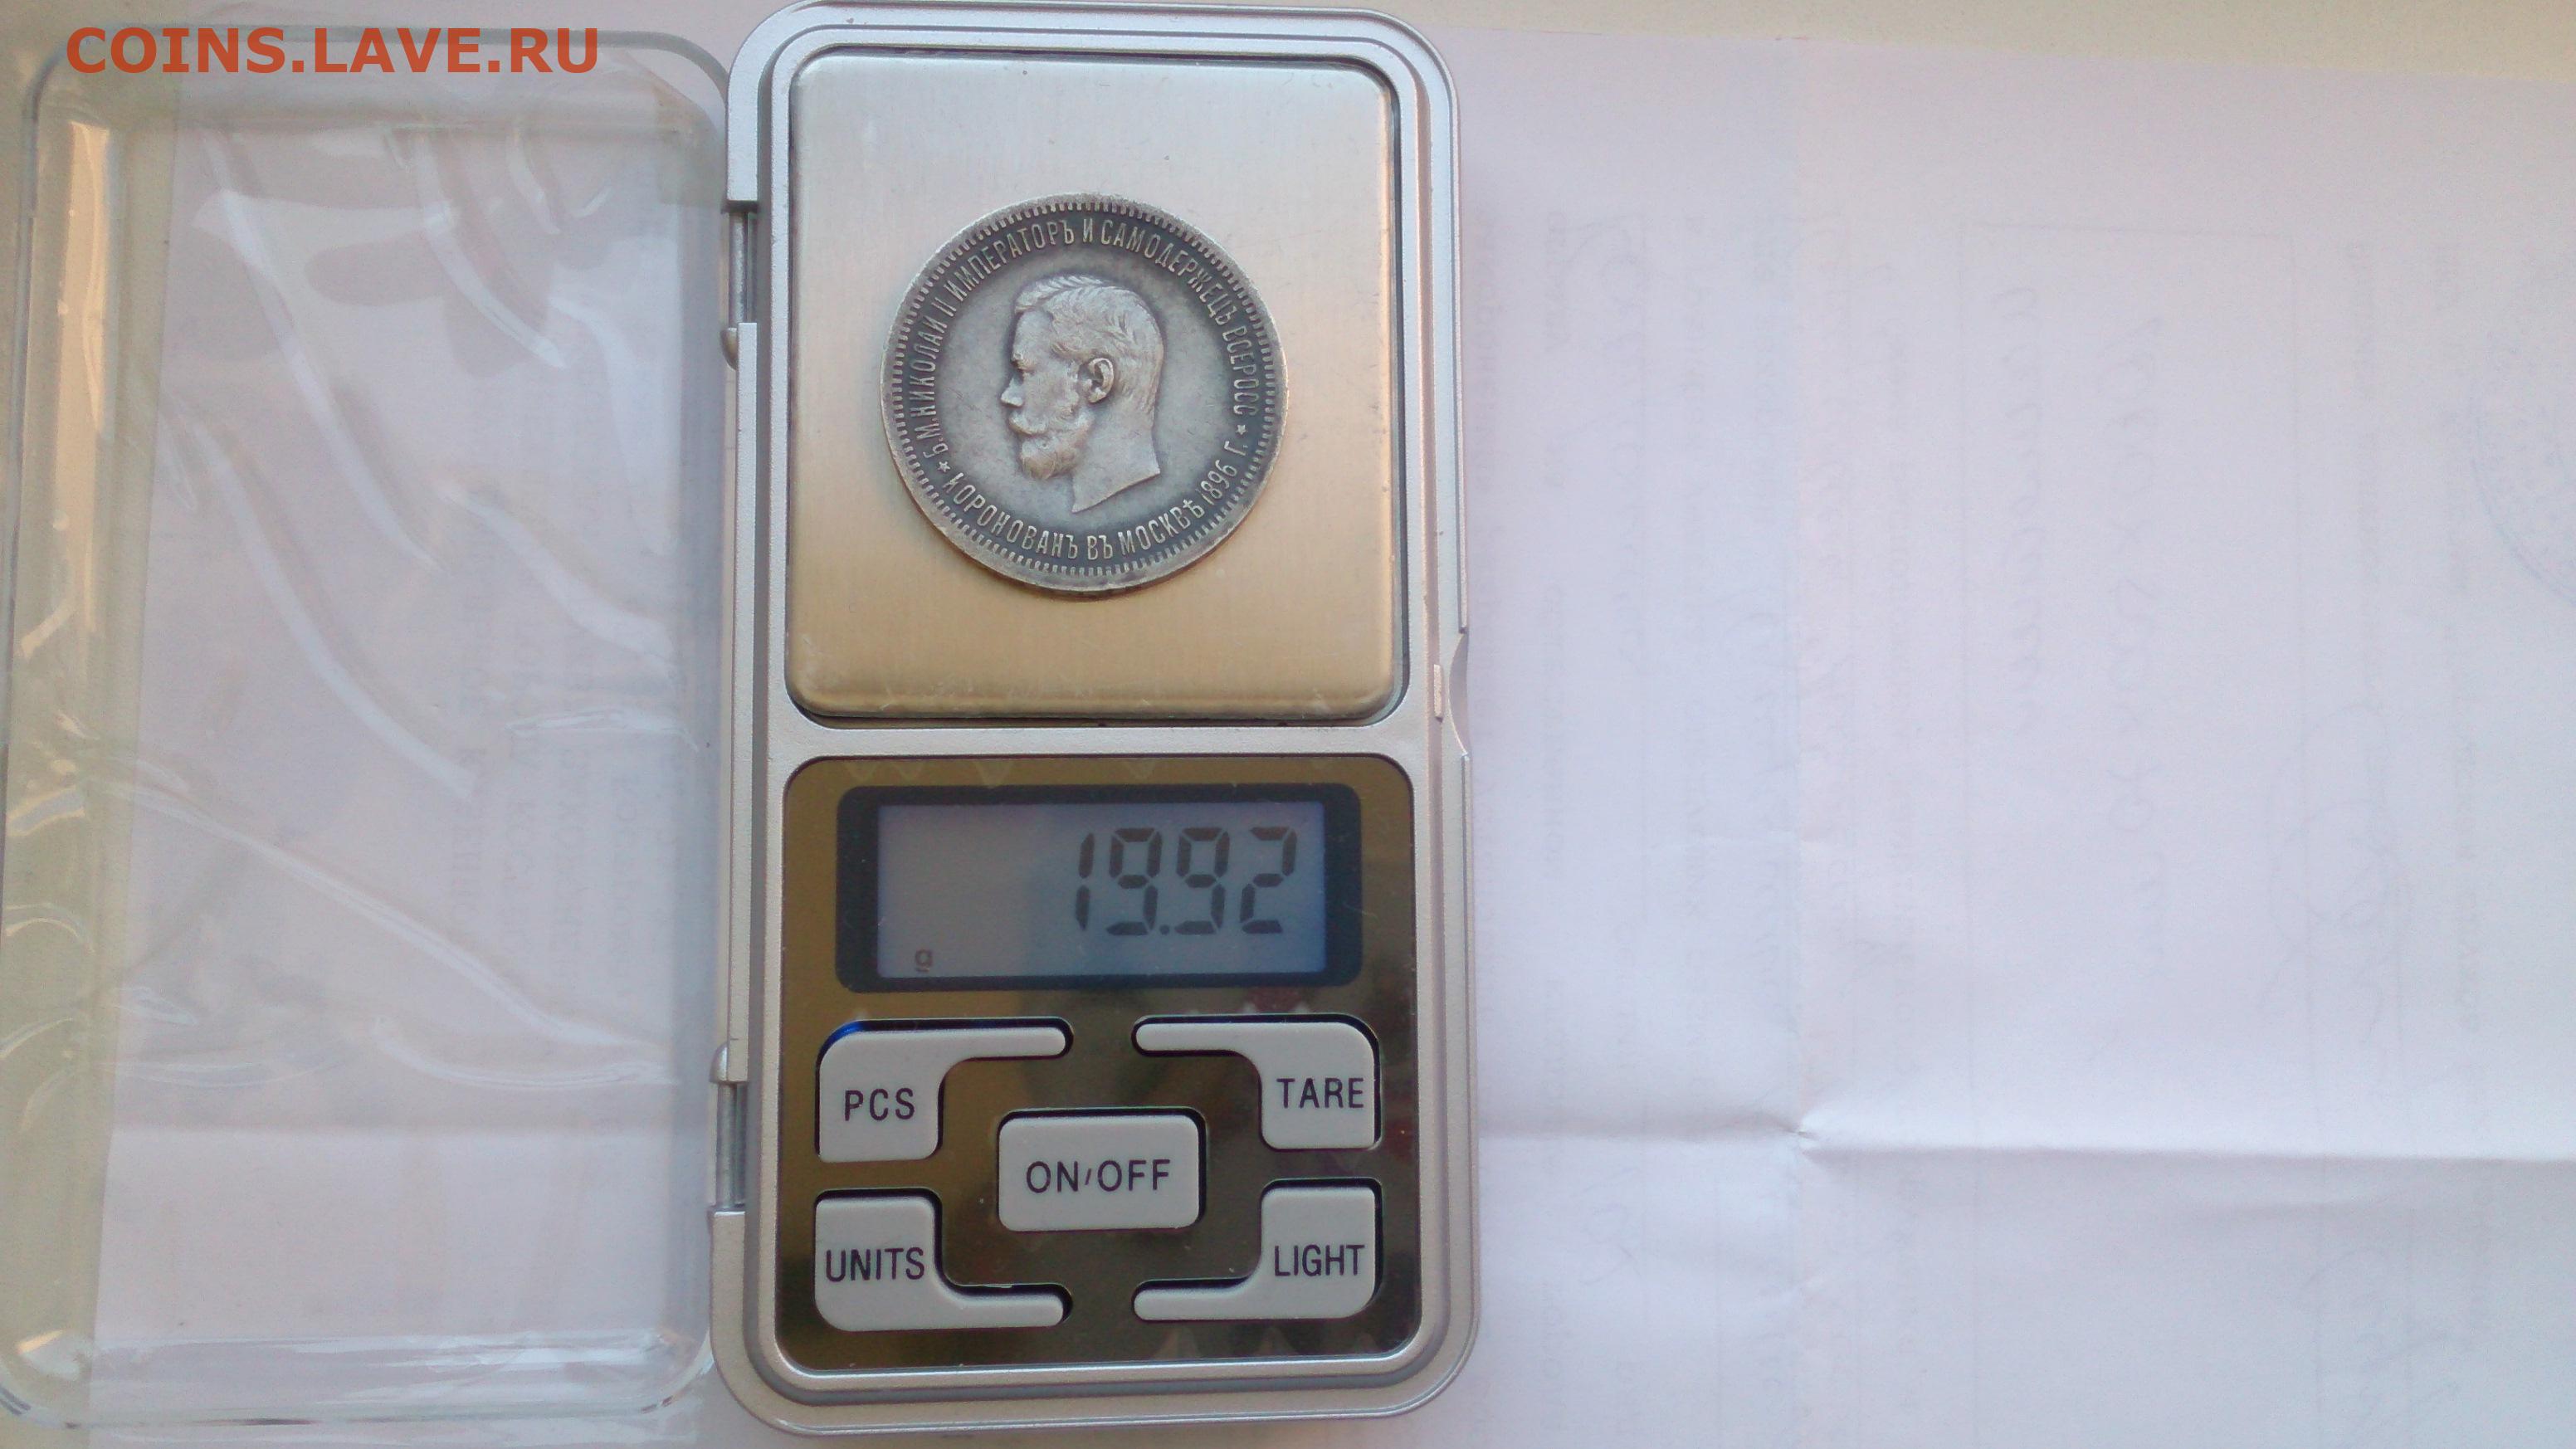 COINS.LAVE.RU
Б.М.НИКОЛАЙ II ИМПЕРАТОРЪ И САМОДЕРЖЕЦЪ ВСЕРОСС
★ КОРОНОВАНЪ ВЪ МОСКВѢ 1896 Г. ★
19.92
g
PCS
TARE
ON/OFF
UNITS
LIGHT